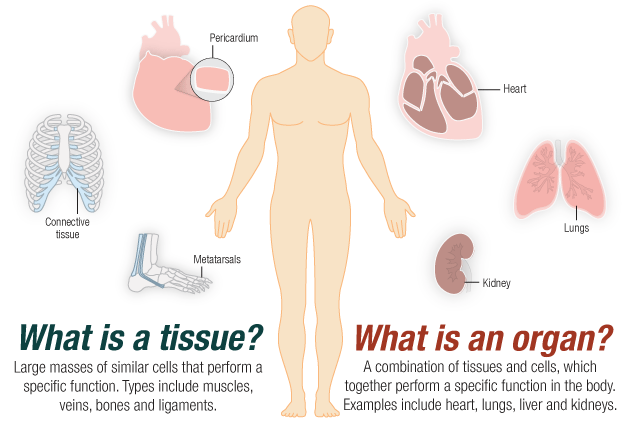 Pericardium
Heart
Connective
tissue
Lungs
Metatarsals
Kidney
What is a tissue?
Large masses of similar cells that perform a
specific function. Types include muscles,
veins, bones and ligaments.
What is an organ?
A combination of tissues and cells, which
together perform a specific function in the body.
Examples include heart, lungs, liver and kidneys.